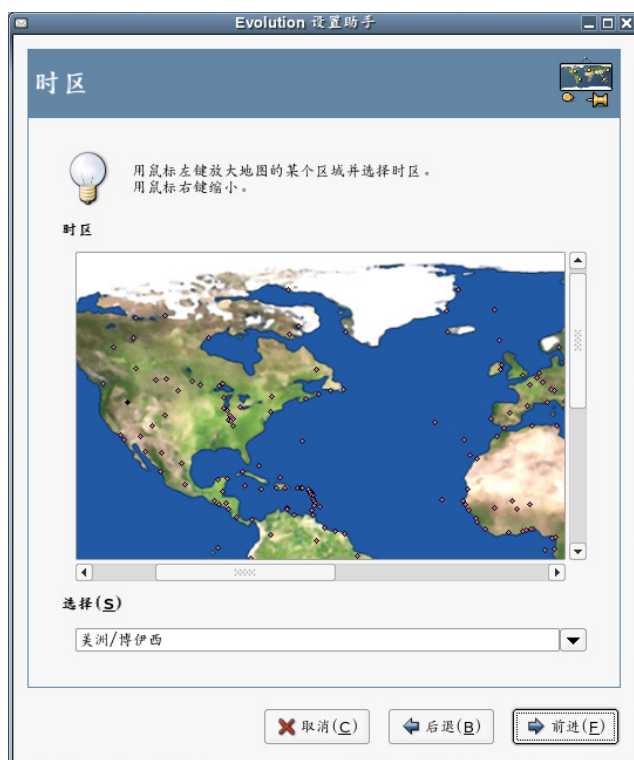 Evolution 设置助手
时区
用鼠标左键放大地图的某个区域并选择时区。
用鼠标右键缩小。
时区
选择(S)
美洲/博伊西
取消(C)
后退(B)
前进(F)